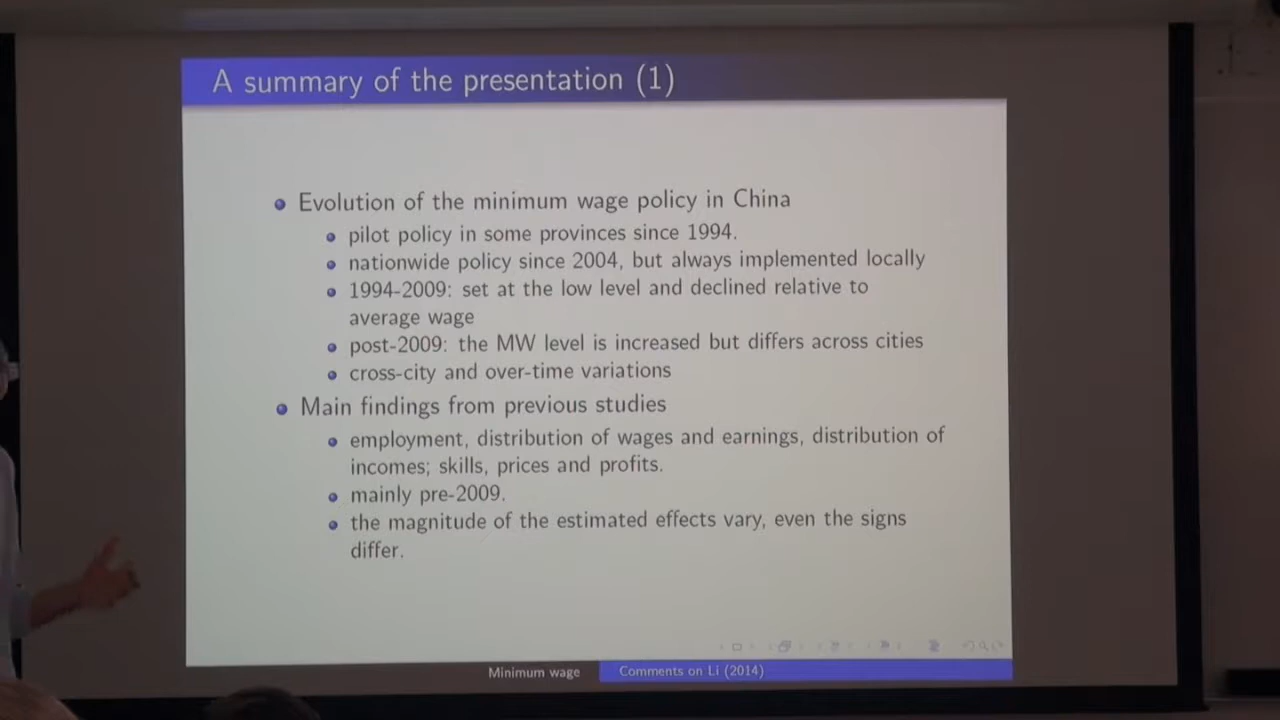 A summary of the presentation (1)
Evolution of the minimum wage policy in China
pilot policy in some provinces since 1994.
nationwide policy since 2004, but always implemented locally
1994-2009: set at the low level and declined relative to
average wage
post-2009: the MW level is increased but differs across cities
cross-city and over-time variations
Main findings from previous studies
employment, distribution of wages and earnings, distribution of
incomes; skills, prices and profits.
mainly pre-2009.
the magnitude of the estimated effects vary, even the signs
differ.
Minimum wage
Comments on Li (2014)